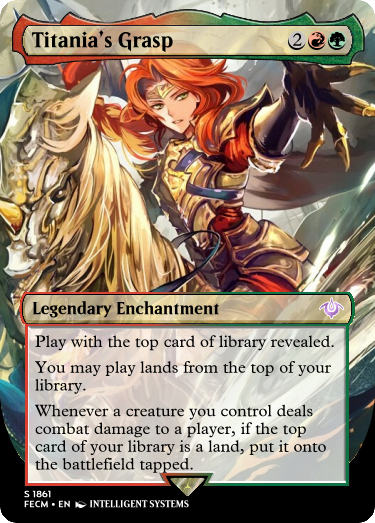 Titania's Grasp 2
Legendary Enchantment
Play with the top card of library revealed.
You may play lands from the top of your
library.
Whenever a creature you control deals
combat damage to a player, if the top
card of your library is a land, put it onto
the battlefield tapped.
S 1861
FECM • EN INTELLIGENT SYSTEMS